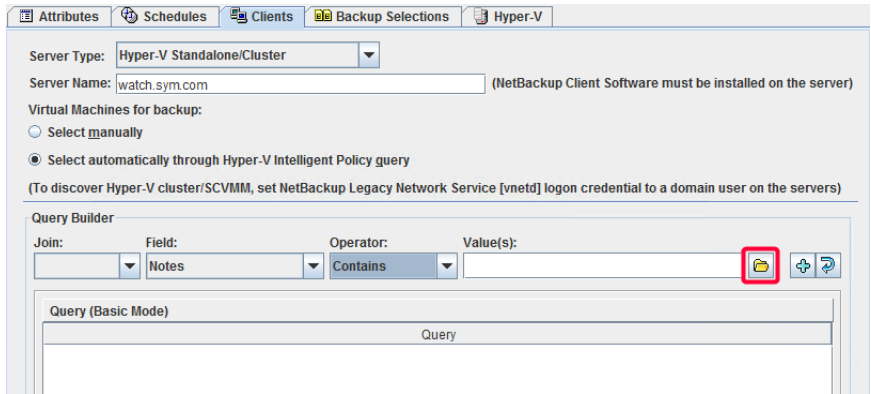 Attributes Schedules Clients Backup Selections Hyper-V
Server Type: Hyper-V Standalone/Cluster
Server Name: watch.sym.com (NetBackup Client Software must be installed on the server)
Virtual Machines for backup:
Select manually
Select automatically through Hyper-V Intelligent Policy query
(To discover Hyper-V cluster/SCVMM, set NetBackup Legacy Network Service [vnetd] logon credential to a domain user on the servers)
Query Builder
Join: Field: Operator: Value(s):
Notes Contains
Query (Basic Mode)
Query